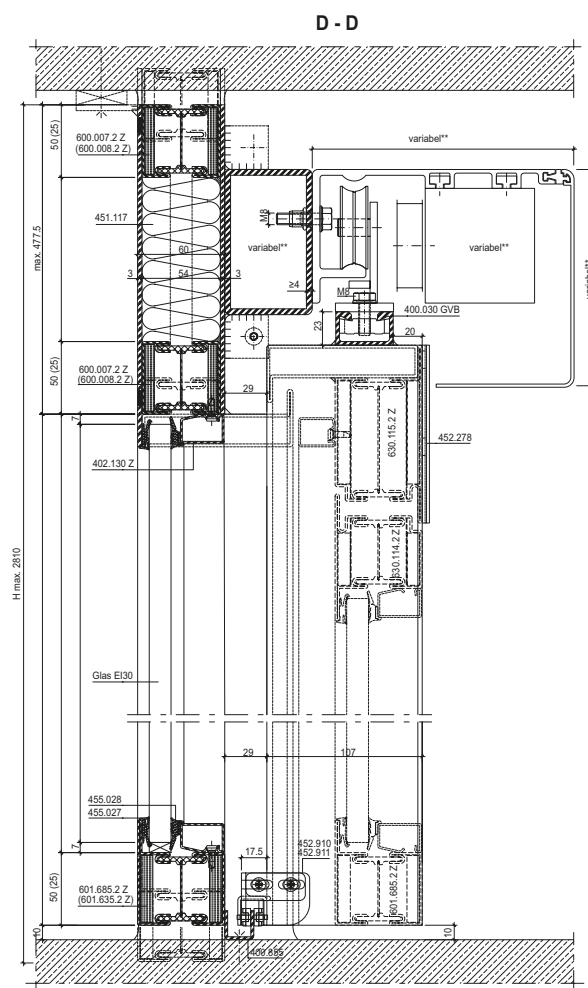 D - D
variabel**
50 (25)
600.007.2 Z
(600.008.2 Z)
451.117
max. 477.5
M8
60
variabel**
variabel**
variabel**
3
54
3
≥4
M8
400.030 GVB
23
20
50 (25)
600.007.2 Z
(600.008.2 Z)
29
7
630.115.2 Z
452.278
402.130 Z
630.114.2 Z
H max. 2810
Glas EI30
29
107
455.028
455.027
7
17.5
452.910
452.911
50 (25)
601.685.2 Z
(601.635.2 Z)
601.685.2 Z
10
10
400.855